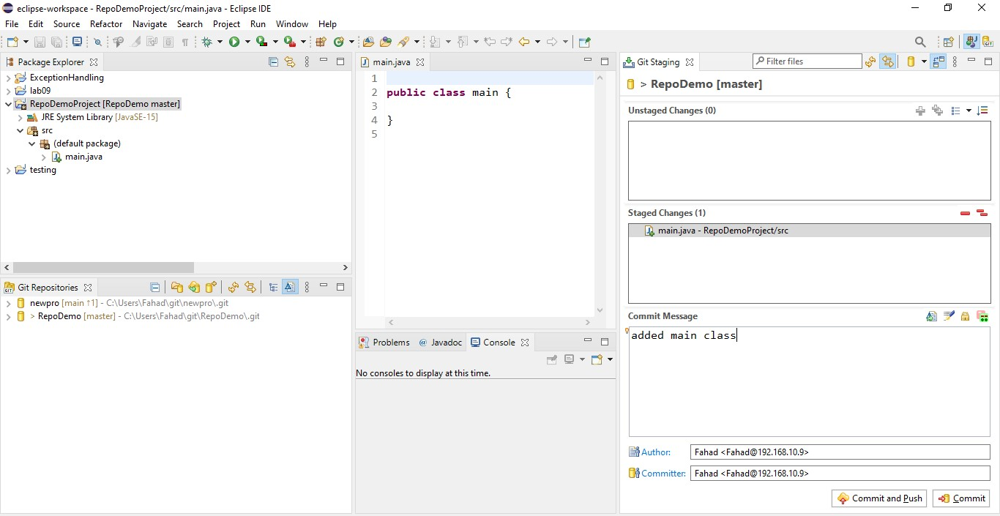 eclipse-workspace - RepoDemoProject/src/main.java - Eclipse IDE
File Edit Source Refactor Navigate Search Project Run Window Help
Package Explorer
ExceptionHandling
lab09
RepoDemoProject [RepoDemo master]
JRE System Library [JavaSE-15]
src
(default package)
main.java
testing
Git Repositories
newpro [main ↑1] - C:\Users\Fahad\git\newpro\.git
> RepoDemo [master] - C:\Users\Fahad\git\RepoDemo\.git
main.java
1
2 public class main {
3
4 }
5
Problems @ Javadoc Console
No consoles to display at this time.
Git Staging
Filter files
> RepoDemo [master]
Unstaged Changes (0)
Staged Changes (1)
main.java - RepoDemoProject/src
Commit Message
added main class
Author: Fahad <Fahad@192.168.10.9>
Committer: Fahad <Fahad@192.168.10.9>
Commit and Push Commit